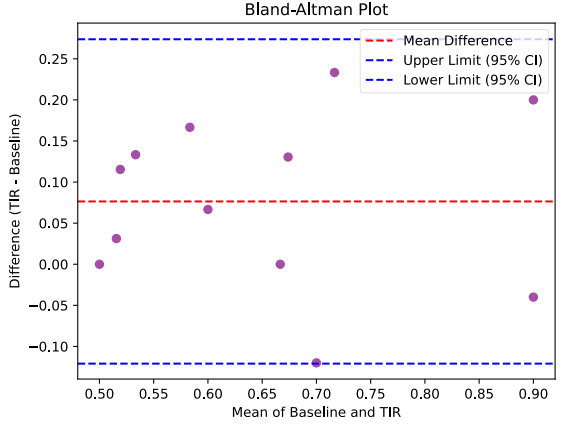 Bland-Altman Plot
Mean Difference
Upper Limit (95% CI)
Lower Limit (95% CI)
Difference (TIR - Baseline)
0.25
0.20
0.15
0.10
0.05
0.00
−0.05
−0.10
0.50 0.55 0.60 0.65 0.70 0.75 0.80 0.85 0.90
Mean of Baseline and TIR